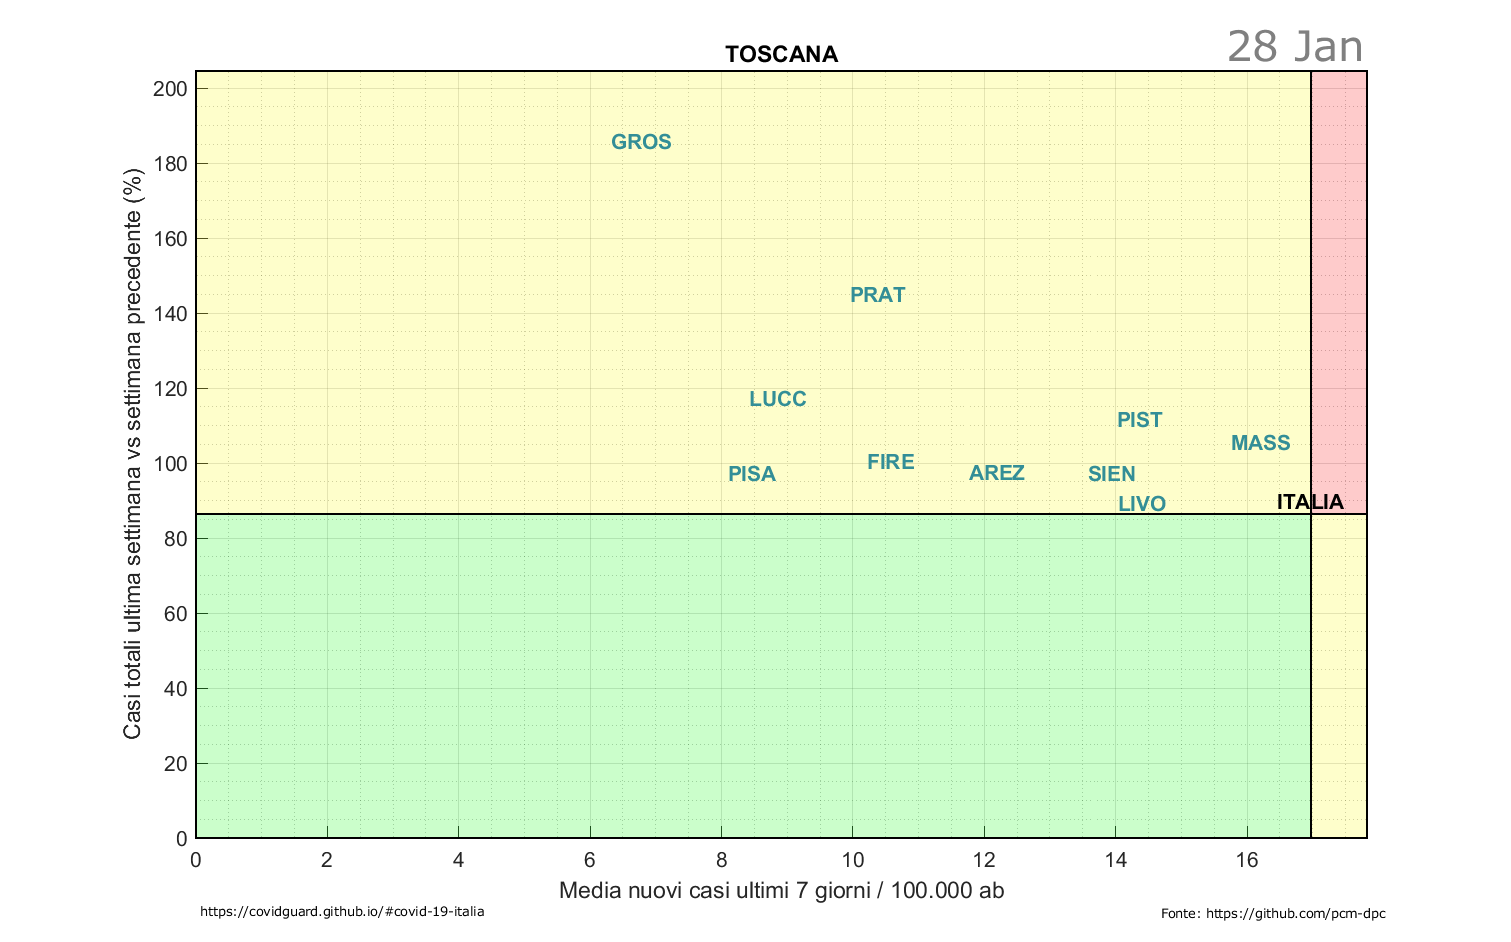 28 Jan
TOSCANA
Casi totali ultima settimana vs settimana precedente (%)
200
180
160
140
120
100
80
60
40
20
0
GROS
PRAT
LUCC
PIST
MASS
FIRE
PISA
AREZ
SIEN
LIVO
ITALIA
0 2 4 6 8 10 12 14 16
Media nuovi casi ultimi 7 giorni / 100.000 ab
https://covidguard.github.io/#covid-19-italia
Fonte: https://github.com/pcm-dpc